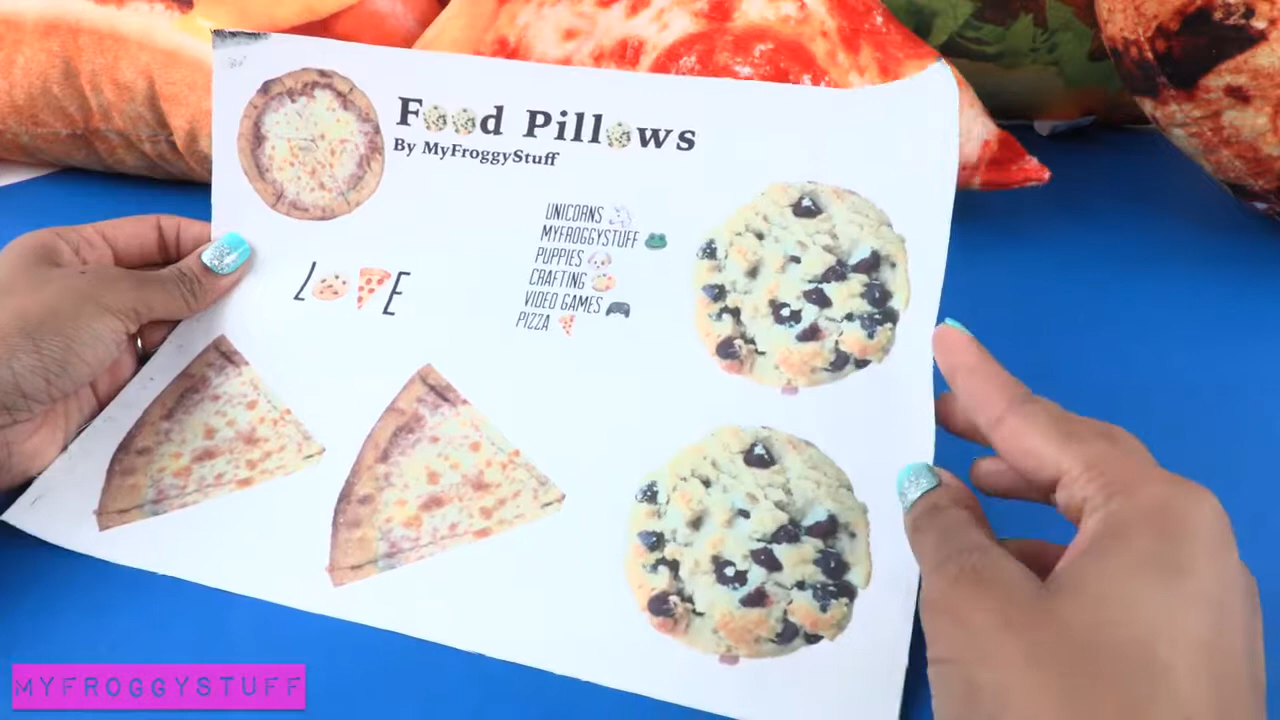 Food Pillows
By MyFroggyStuff
UNICORNS
MYFROGGYSTUFF
PUPPIES
CRAFTING
VIDEO GAMES
PIZZA
LOVE
MYFROGGYSTUFF